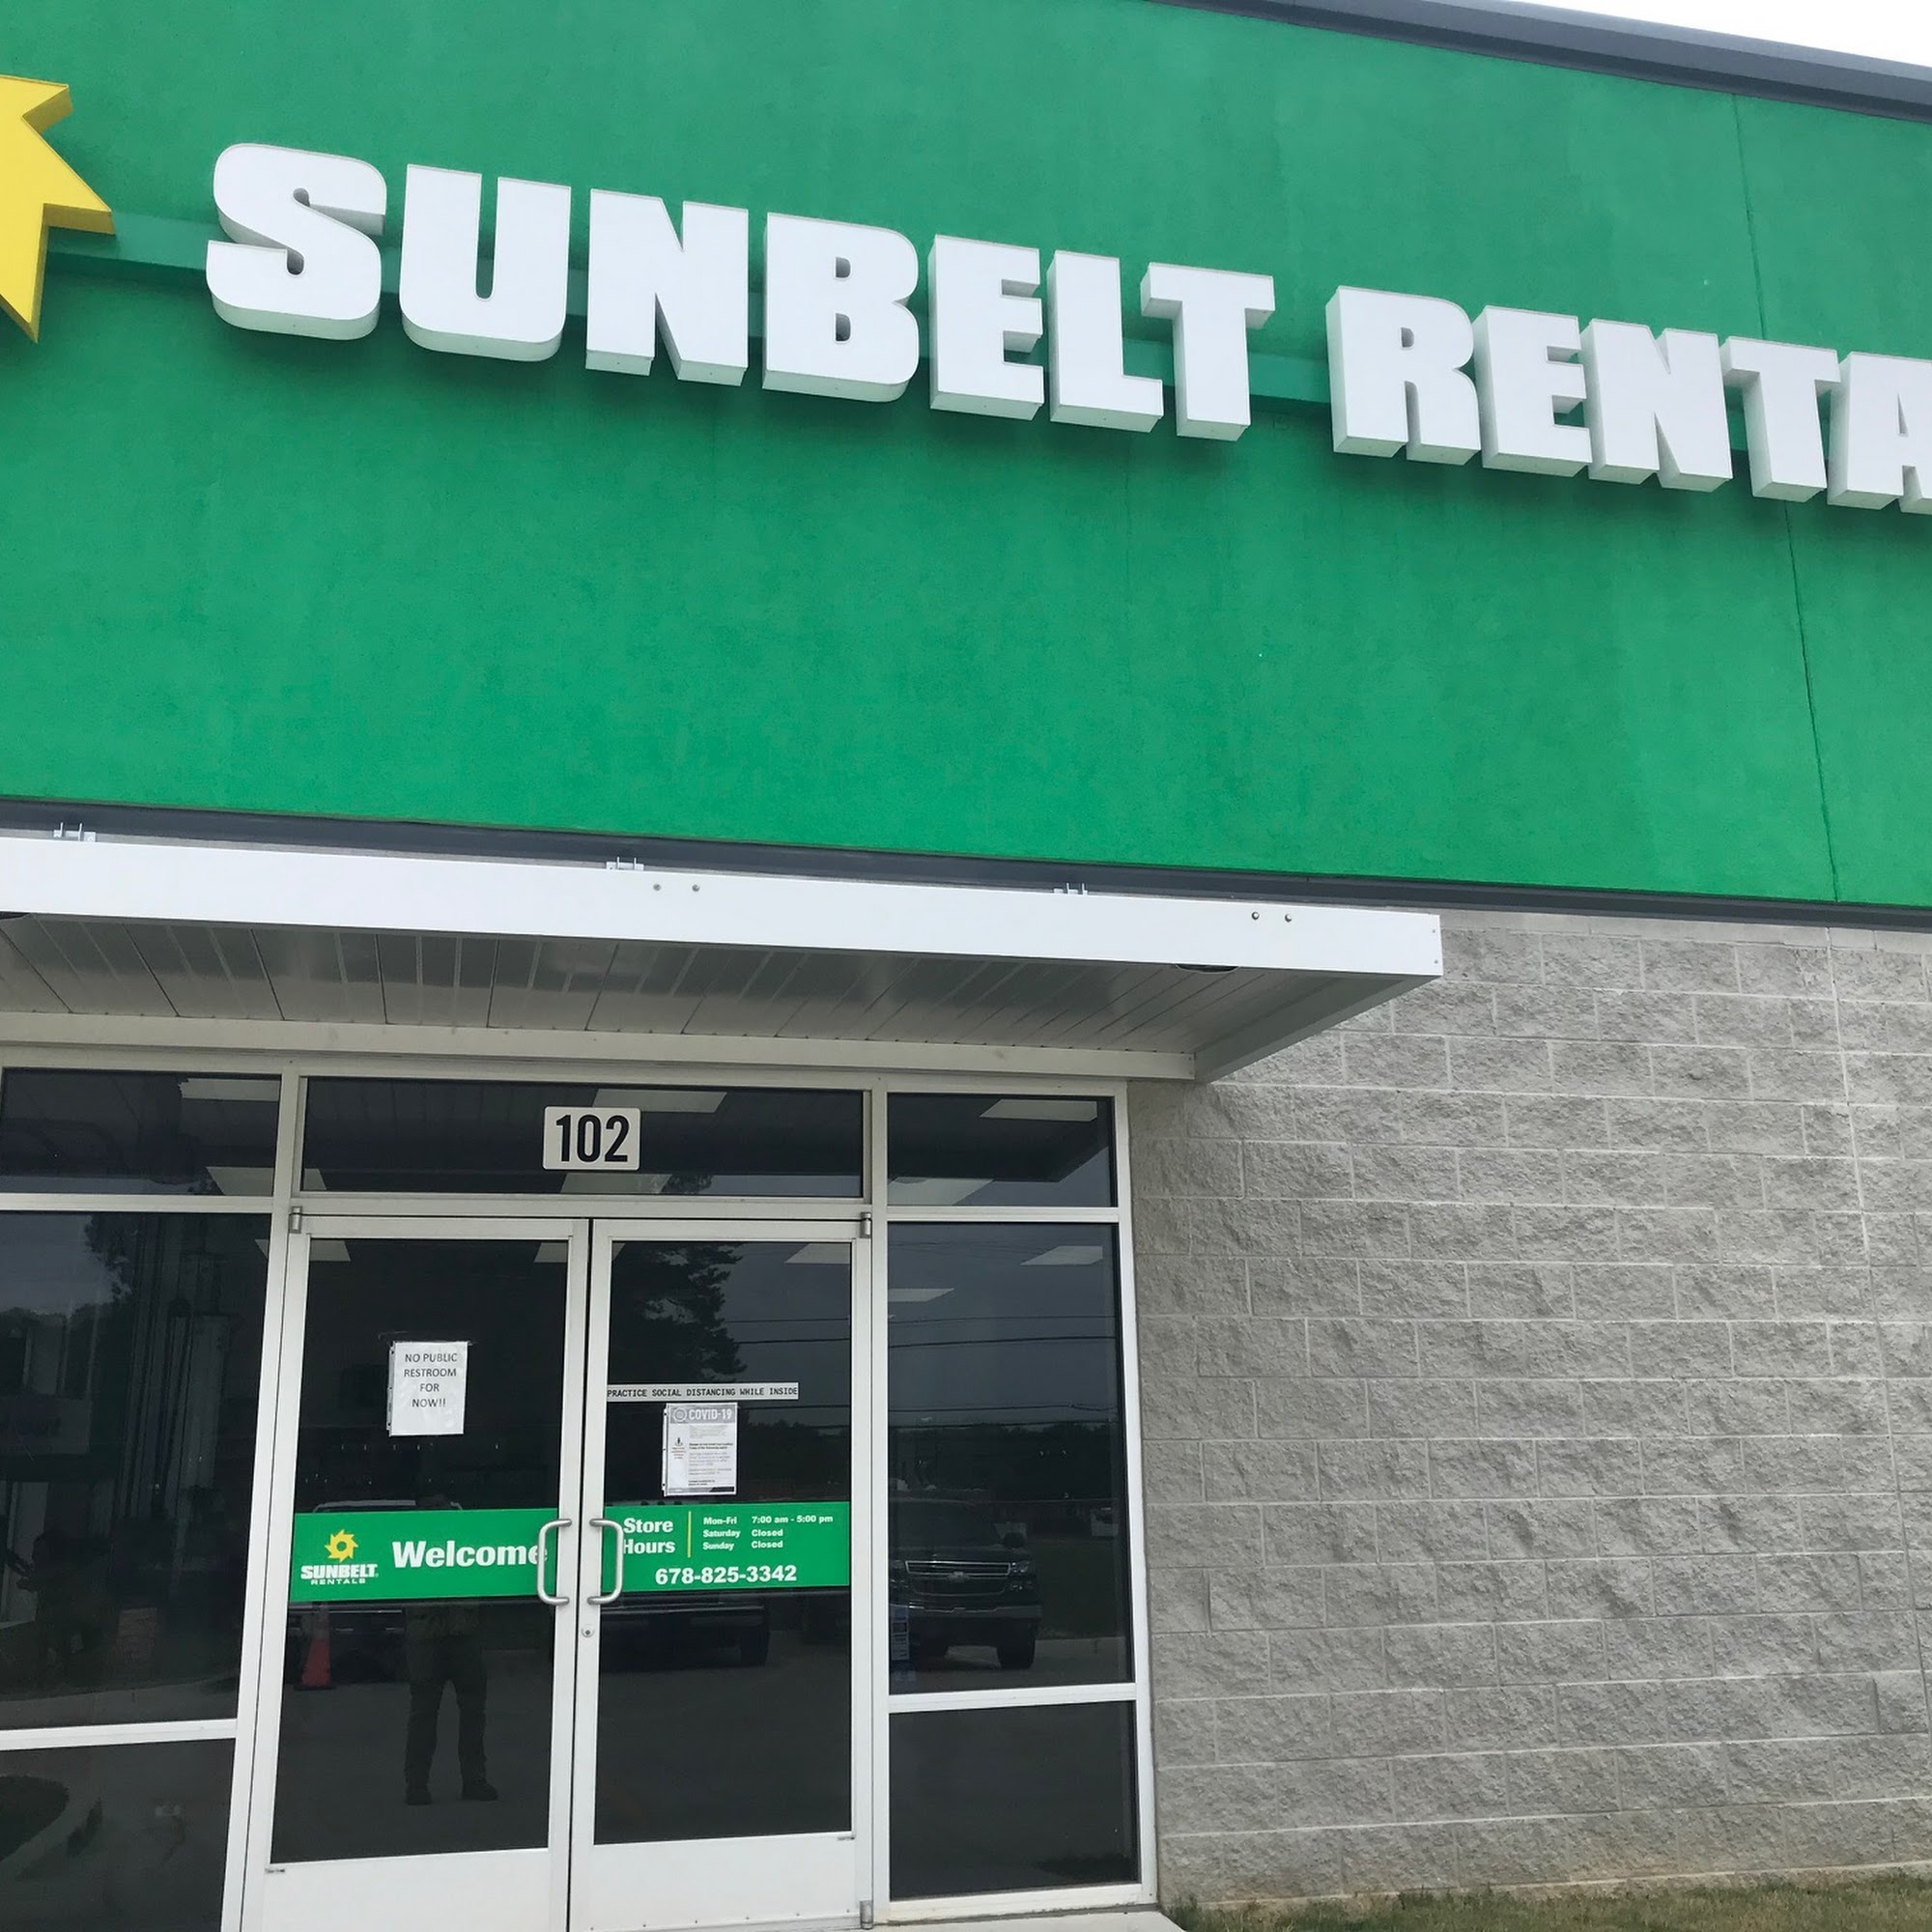 SUNBELT RENTA
102
NO PUBLIC
RESTROOM
FOR
NOW!!
PRACTICE SOCIAL DISTANCING WHILE INSIDE
COVID-19
SUNBELT
RENTALS
Welcome
Store
Hours
Mon-Fri 7:00 am - 5:00 pm
Saturday Closed
Sunday Closed
678-825-3342